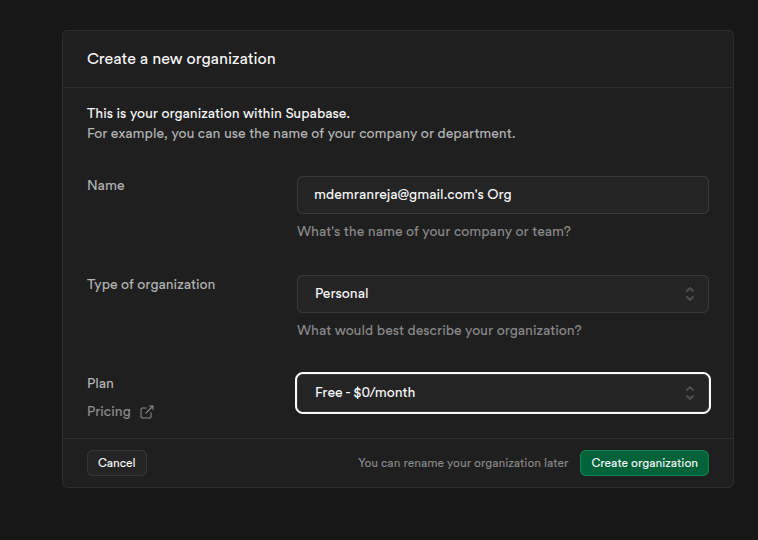 Create a new organization
This is your organization within Supabase.
For example, you can use the name of your company or department.
Name
mdemranreja@gmail.com's Org
What's the name of your company or team?
Type of organization
Personal
What would best describe your organization?
Plan
Free - $0/month
Pricing
Cancel
You can rename your organization later
Create organization